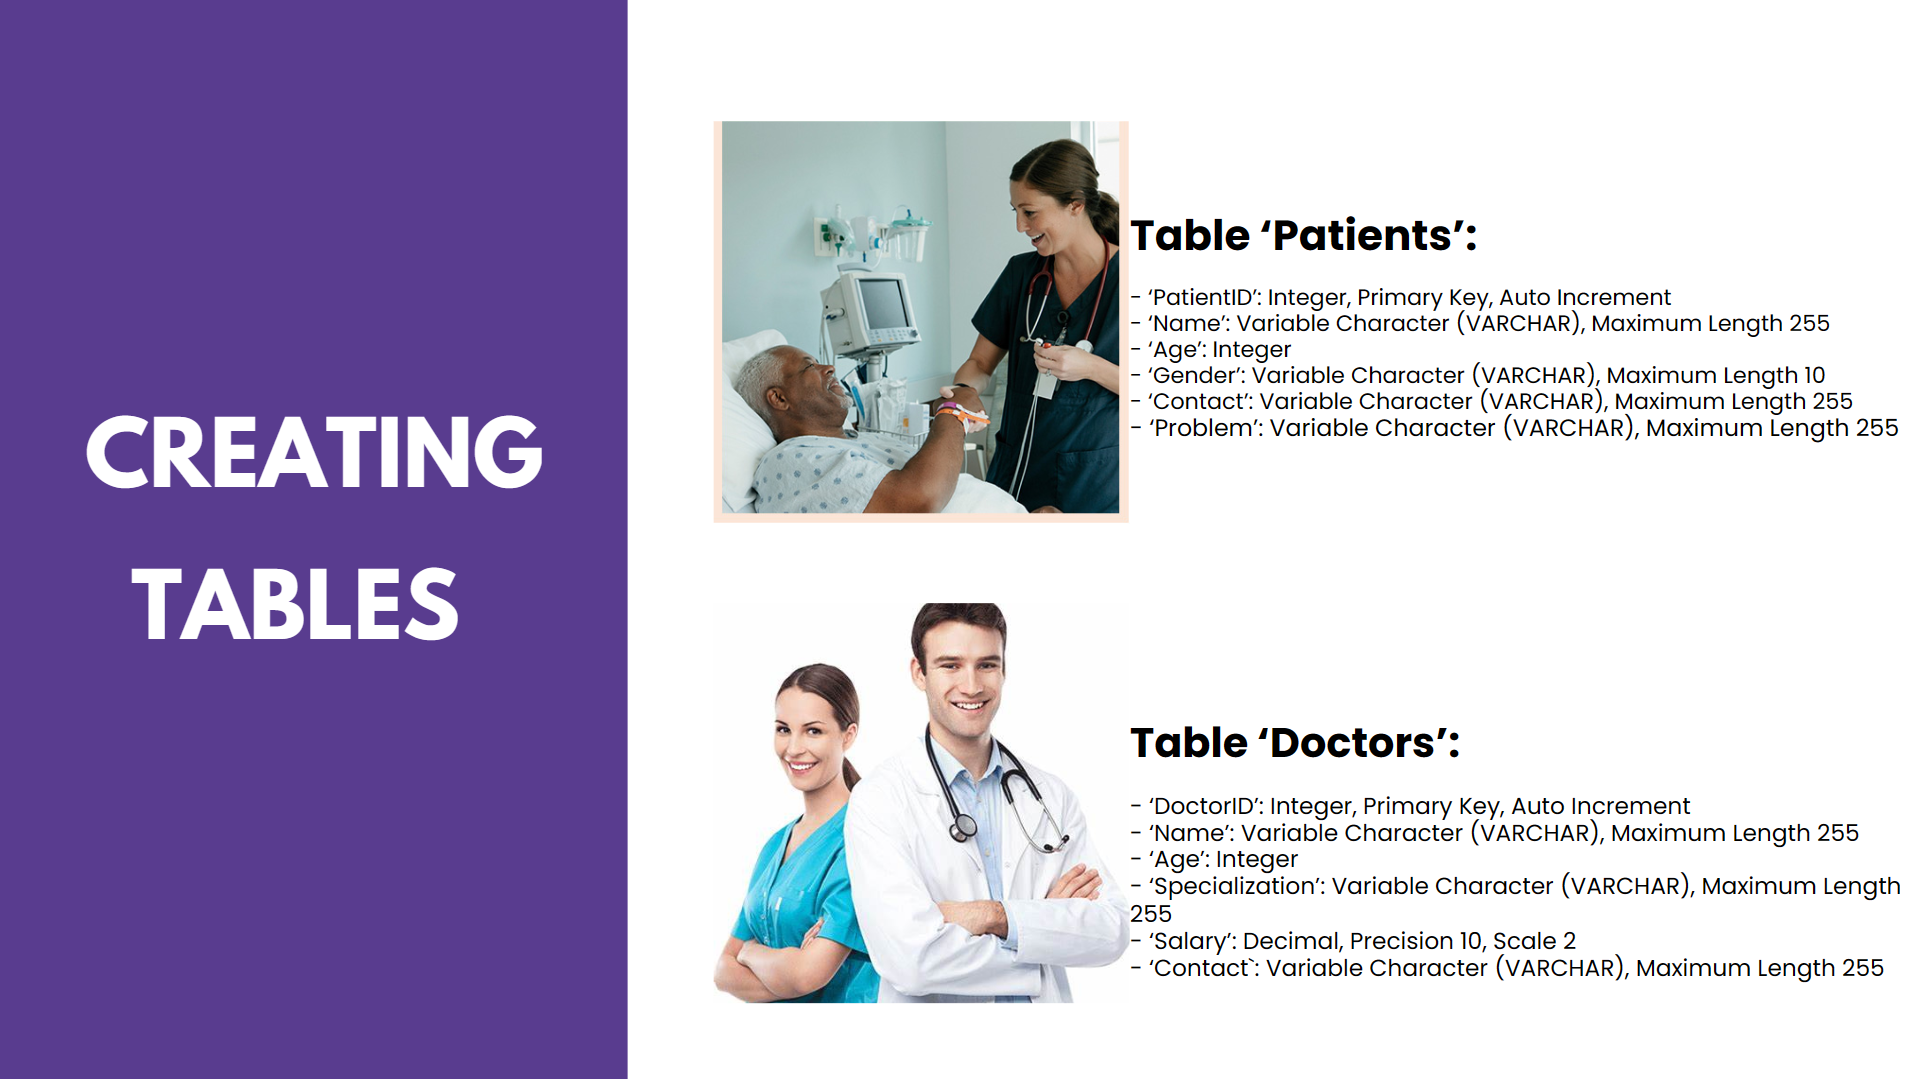 CREATING
TABLES
Table ‘Patients’:
- ‘PatientID’: Integer, Primary Key, Auto Increment
- ‘Name’: Variable Character (VARCHAR), Maximum Length 255
- ‘Age’: Integer
- ‘Gender’: Variable Character (VARCHAR), Maximum Length 10
- ‘Contact’: Variable Character (VARCHAR), Maximum Length 255
- ‘Problem’: Variable Character (VARCHAR), Maximum Length 255
Table ‘Doctors’:
- ‘DoctorID’: Integer, Primary Key, Auto Increment
- ‘Name’: Variable Character (VARCHAR), Maximum Length 255
- ‘Age’: Integer
- ‘Specialization’: Variable Character (VARCHAR), Maximum Length
255
- ‘Salary’: Decimal, Precision 10, Scale 2
- ‘Contact`: Variable Character (VARCHAR), Maximum Length 255